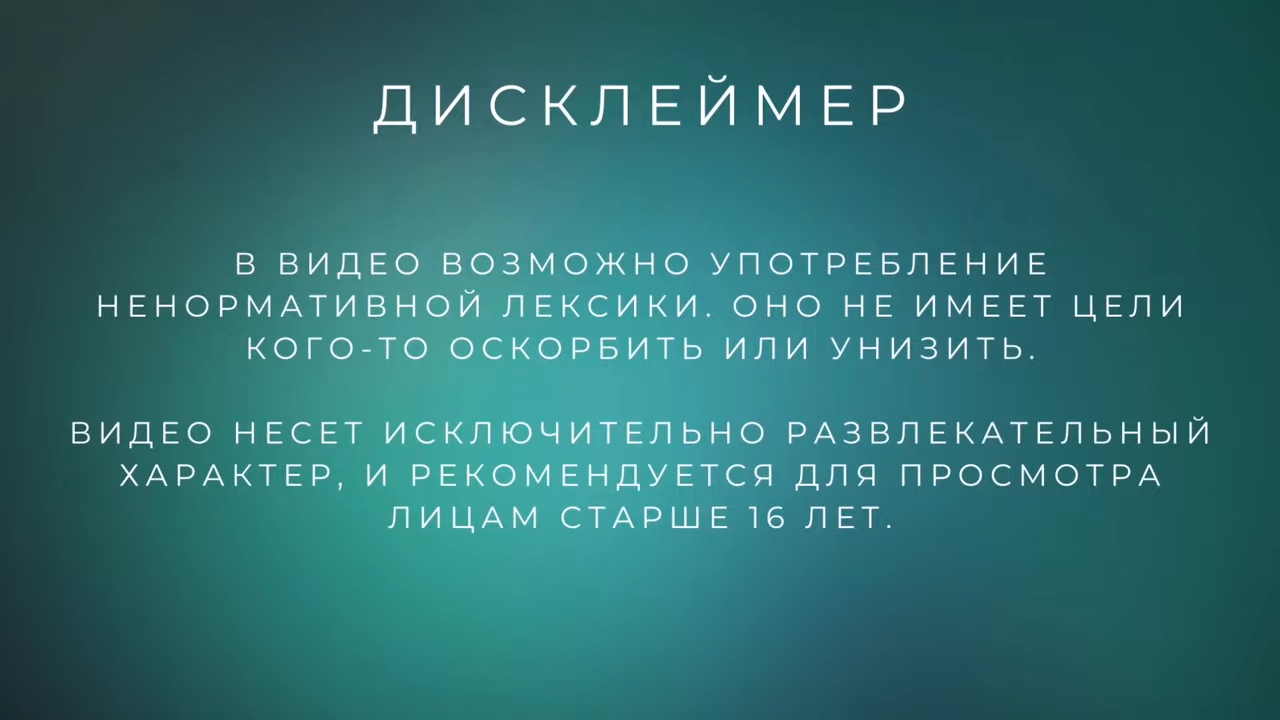 ДИСКЛЕЙМЕР
В ВИДЕО ВОЗМОЖНО УПОТРЕБЛЕНИЕ
НЕНОРМАТИВНОЙ ЛЕКСИКИ. ОНО НЕ ИМЕЕТ ЦЕЛИ
КОГО-ТО ОСКОРБИТЬ ИЛИ УНИЗИТЬ.
ВИДЕО НЕСЕТ ИСКЛЮЧИТЕЛЬНО РАЗВЛЕКАТЕЛЬНЫЙ
ХАРАКТЕР, И РЕКОМЕНДУЕТСЯ ДЛЯ ПРОСМОТРА
ЛИЦАМ СТАРШЕ 16 ЛЕТ.